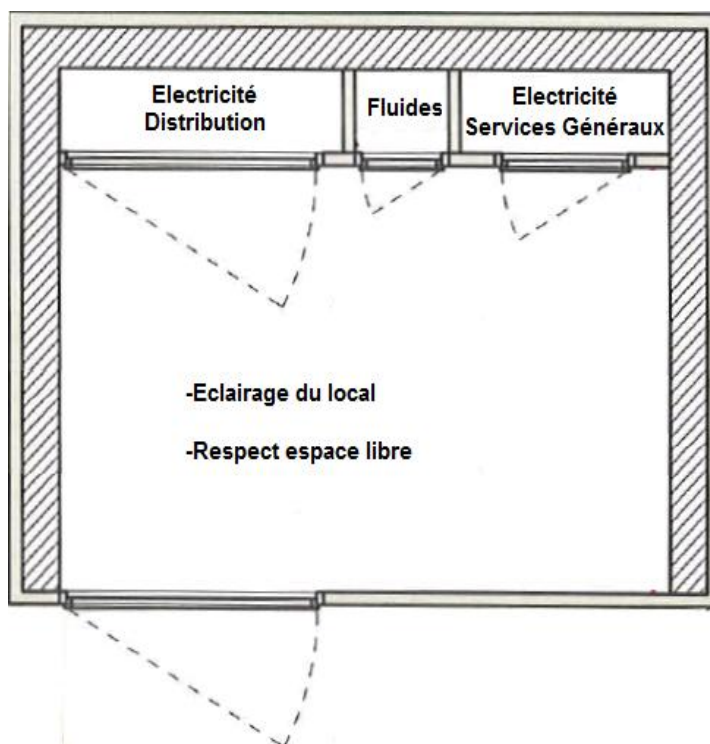 Electricité
Distribution
Fluides
Electricité
Services Généraux
-Eclairage du local
-Respect espace libre